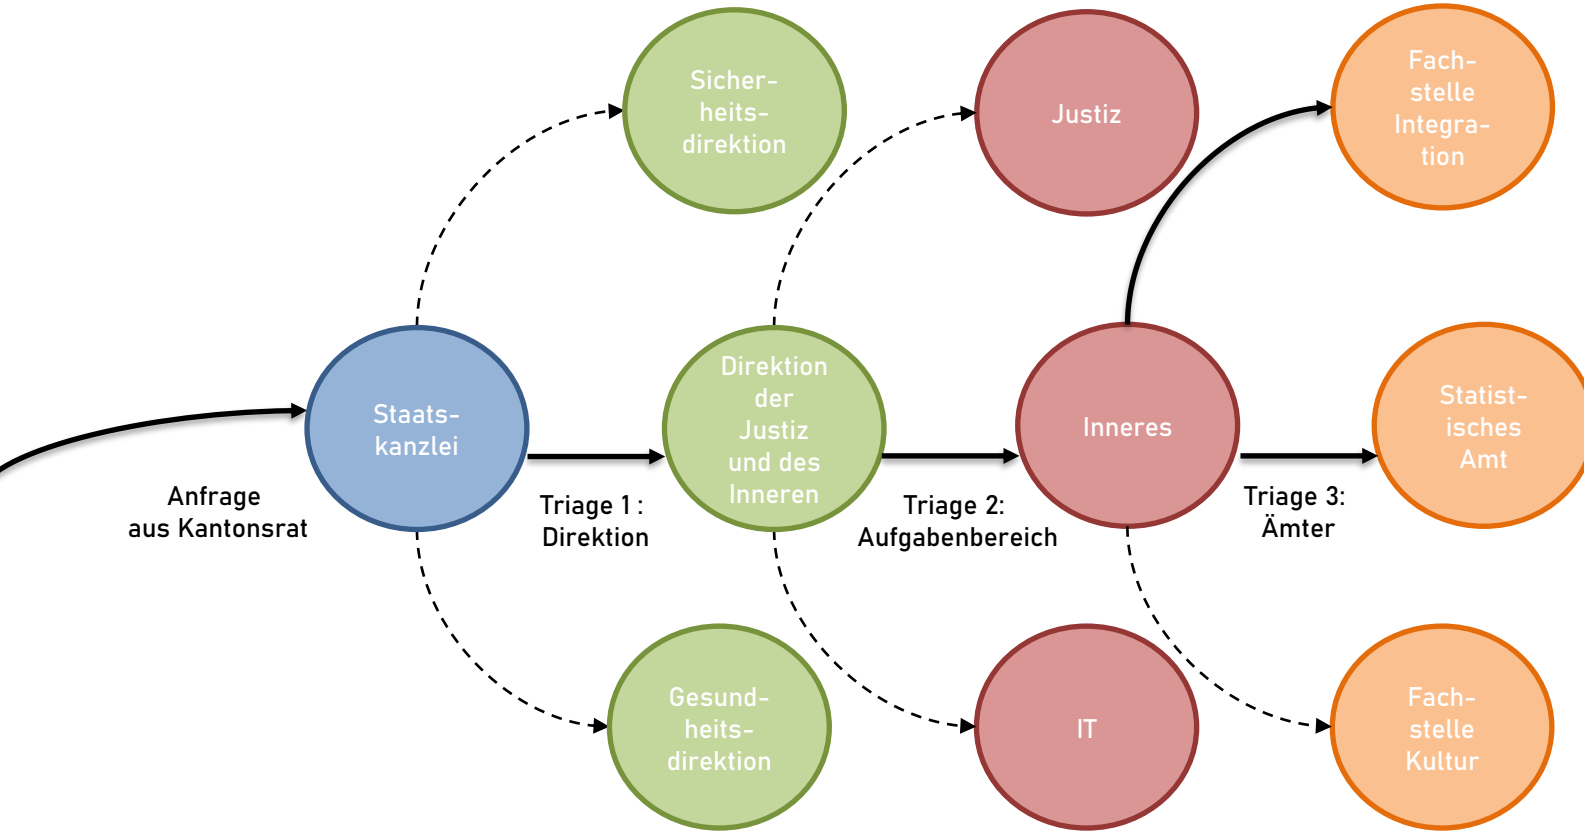 Sicher-
heits-
direktion
Justiz
Fach-
stelle
Integra-
tion
Staats-
kanzlei
Direktion
der
Justiz
und des
Inneren
Inneres
Statist-
isches
Amt
Anfrage
aus Kantonsrat
Triage 1:
Direktion
Triage 2:
Aufgabenbereich
Triage 3:
Ämter
Gesund-
heits-
direktion
IT
Fach-
stelle
Kultur